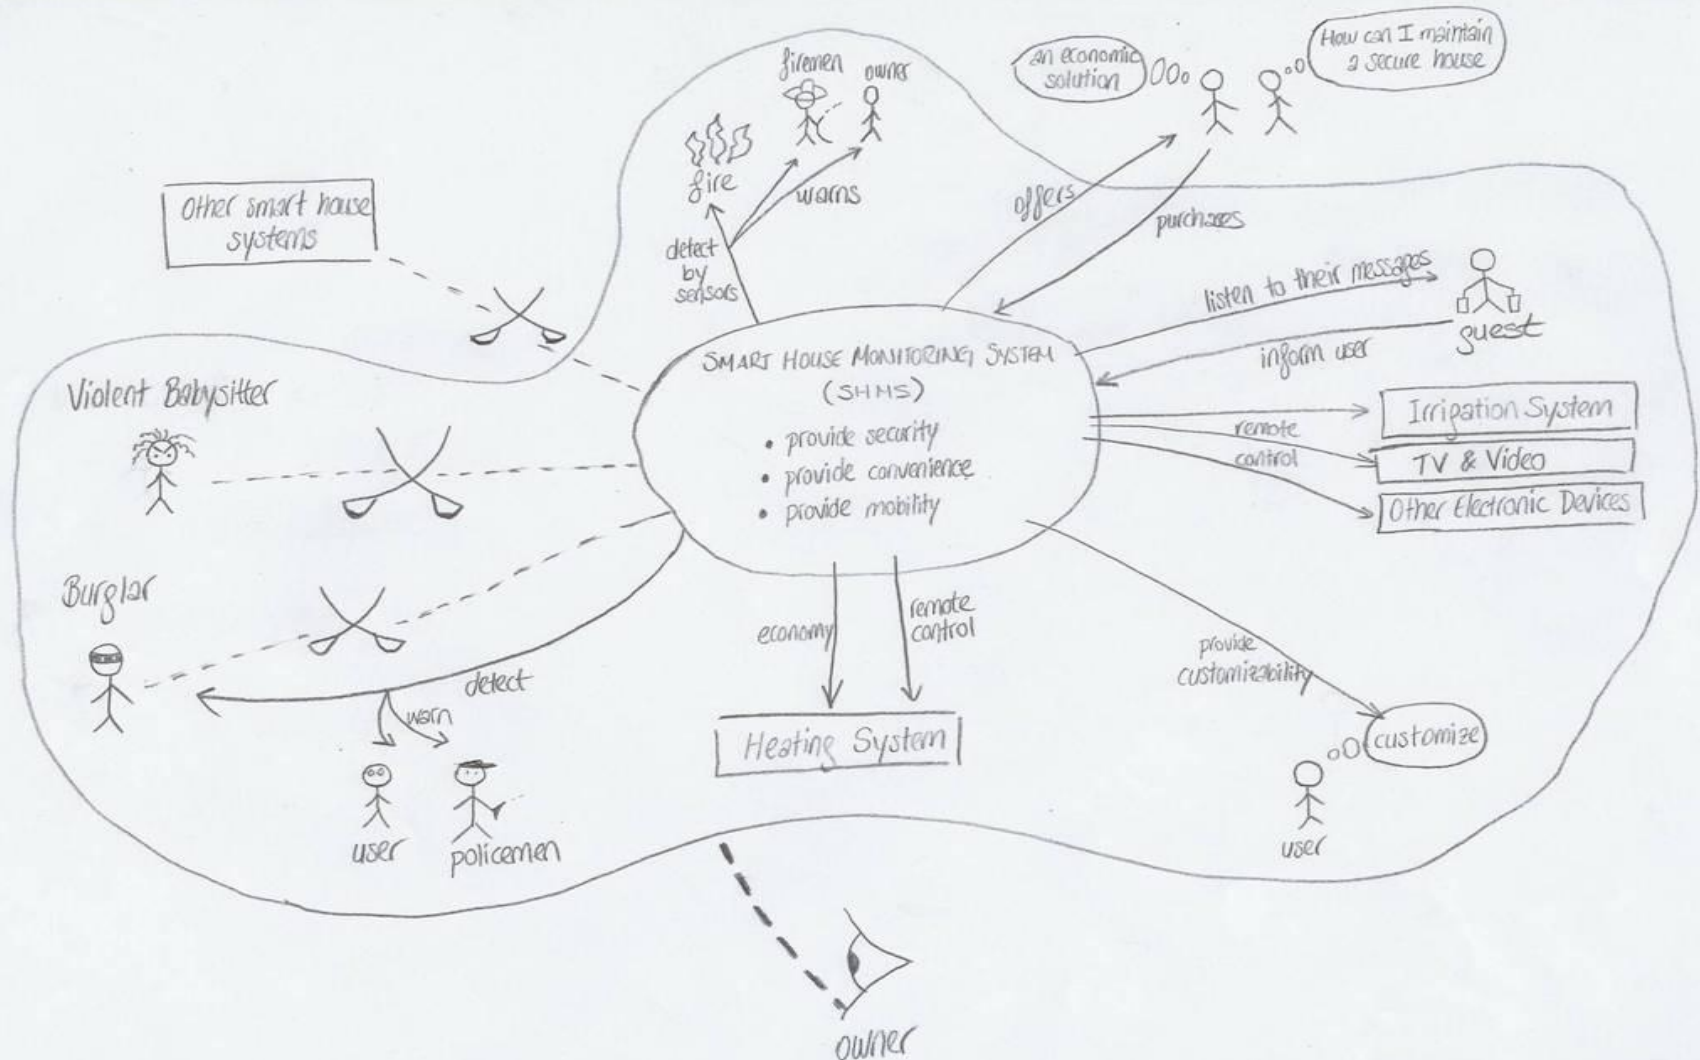 firemen
owner
an economic
solution
How can I maintain
a secure house
fire
warns
detect
by
sensors
Other smart house
systems
offers
purchases
listen to their messages
inform user
guest
SMART HOUSE MONITORING SYSTEM
(SHMS)
• provide security
• provide convenience
• provide mobility
Violent Babysitter
Irrigation System
remote
control
TV & Video
Other Electronic Devices
Burglar
detect
warn
user
policemen
economy
remote
control
Heating System
provide
customizability
customize
user
owner